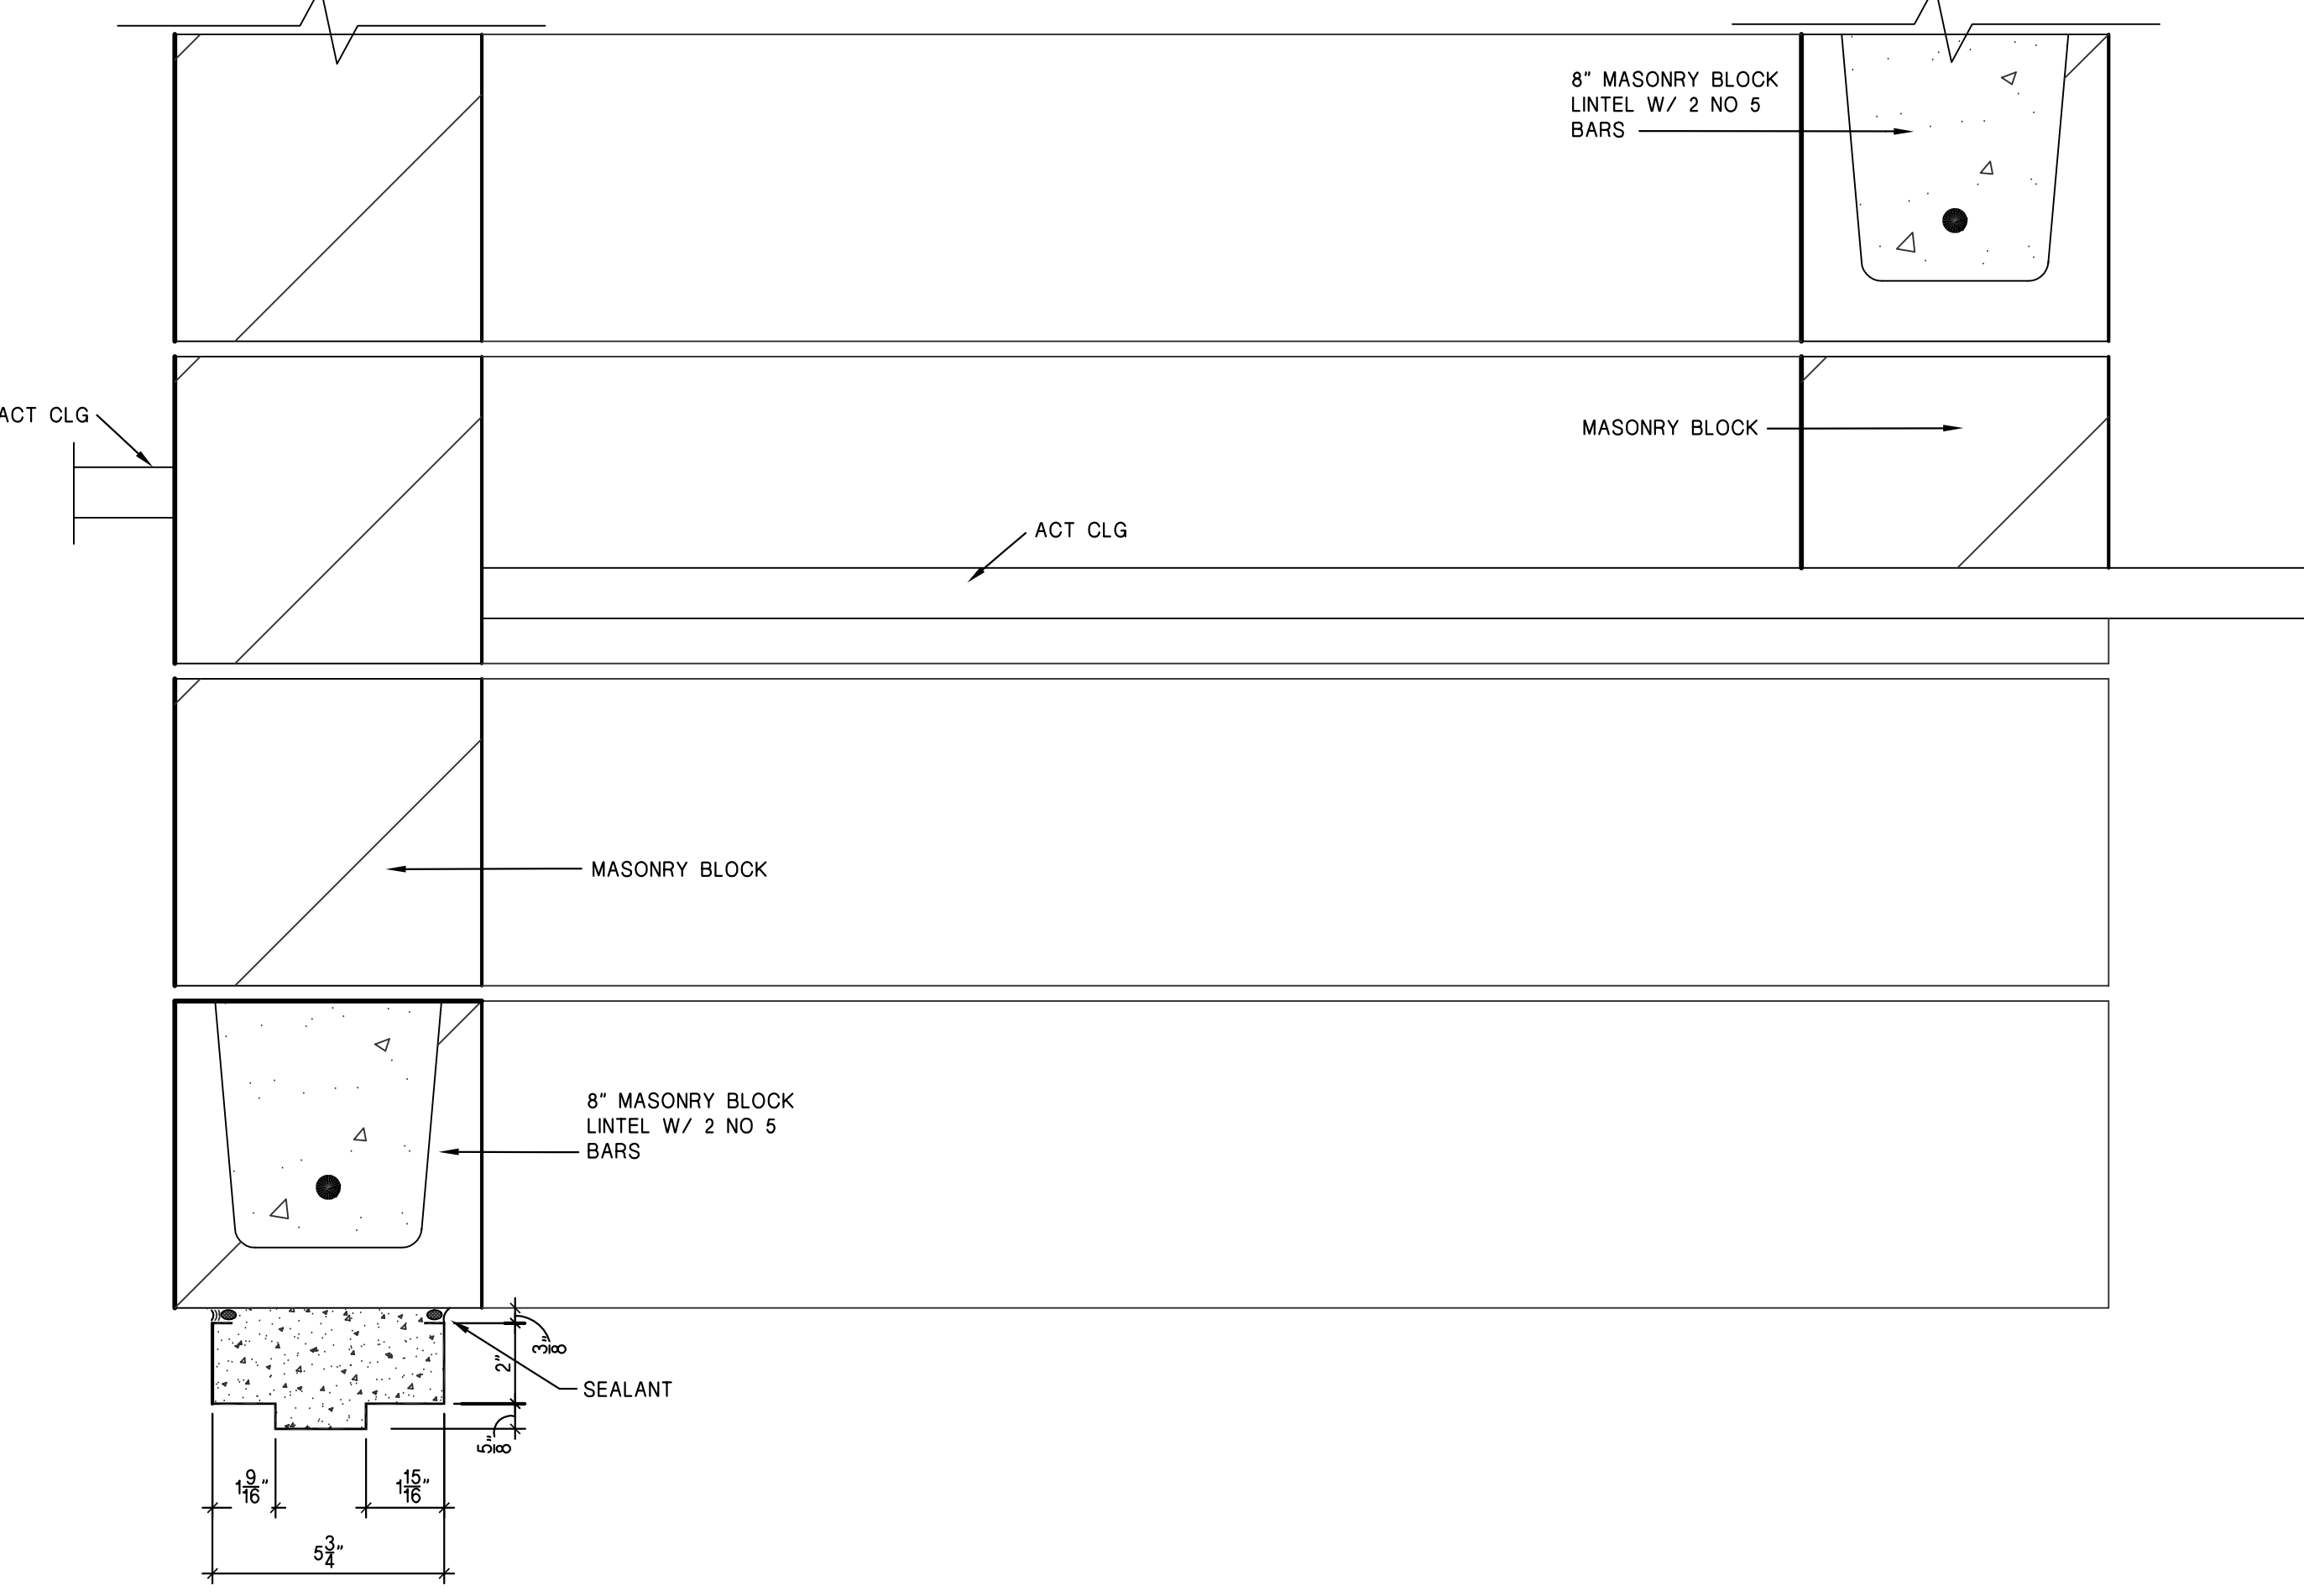 8" MASONRY BLOCK
LINTEL W/ 2 NO 5
BARS
ACT CLG
MASONRY BLOCK
ACT CLG
MASONRY BLOCK
8" MASONRY BLOCK
LINTEL W/ 2 NO 5
BARS
3/8"
2"
SEALANT
5/8"
1 9/16"
1 15/16"
5 3/4"